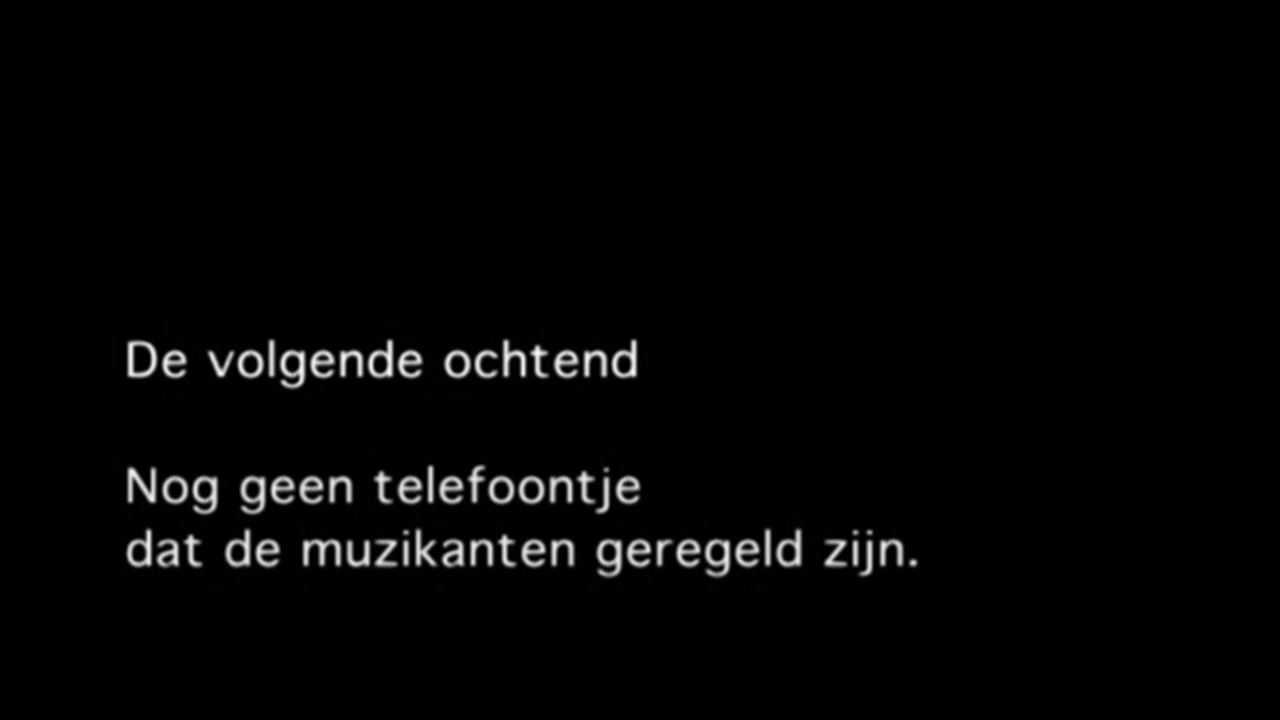 De volgende ochtend
Nog geen telefoontje
dat de muzikanten geregeld zijn.